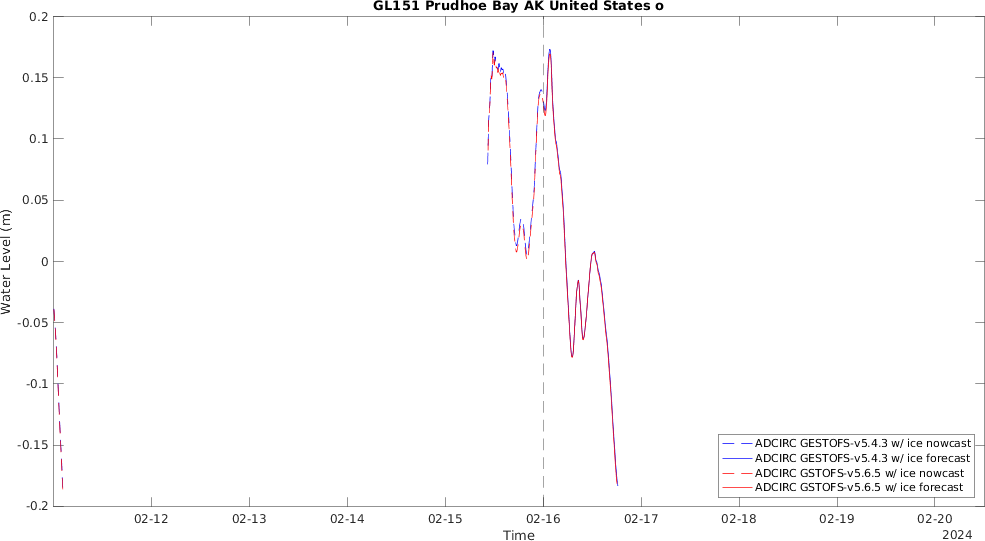 GL151 Prudhoe Bay AK United States o
0.2
0.15
0.1
0.05
0
-0.05
-0.1
-0.15
-0.2
Water Level (m)
02-12 02-13 02-14 02-15 02-16 02-17 02-18 02-19 02-20
Time
2024
ADCIRC GESTOFS-v5.4.3 w/ ice nowcast
ADCIRC GESTOFS-v5.4.3 w/ ice forecast
ADCIRC GSTOFS-v5.6.5 w/ ice nowcast
ADCIRC GSTOFS-v5.6.5 w/ ice forecast